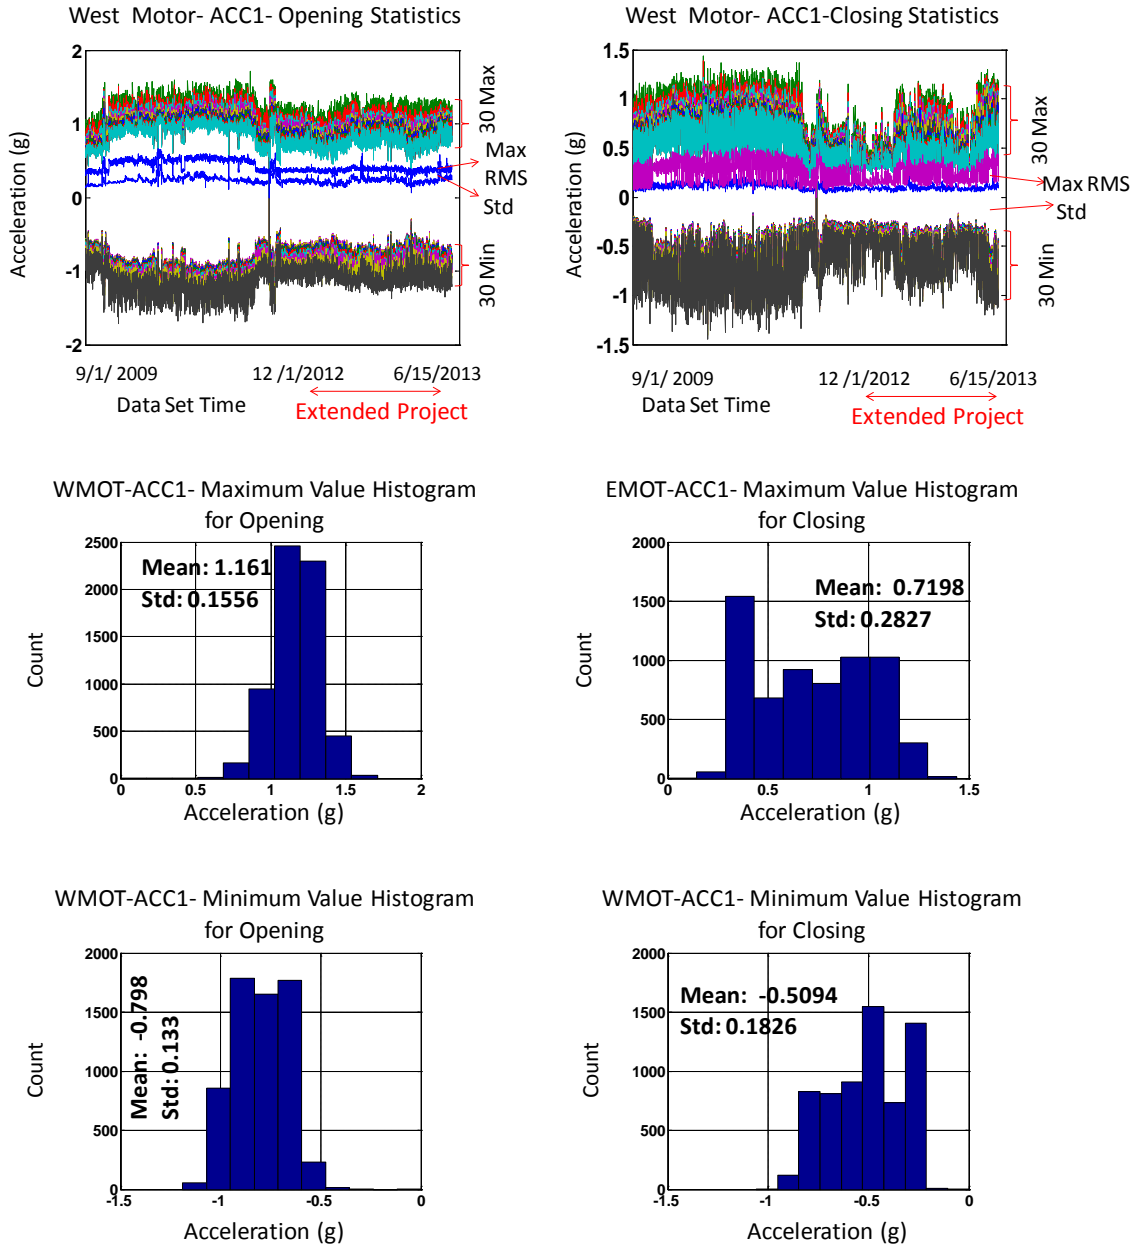 West Motor- ACC1- Opening Statistics
2
1
0
-1
-2
Acceleration (g)
30 Max
Max
RMS
Std
30 Min
9/1/ 2009
12 /1/2012
6/15/2013
Data Set Time
Extended Project
West Motor- ACC1-Closing Statistics
1.5
1
0.5
0
-0.5
-1
-1.5
Acceleration (g)
30 Max
Max RMS
Std
30 Min
9/1/ 2009
12 /1/2012
6/15/2013
Data Set Time
Extended Project
WMOT-ACC1- Maximum Value Histogram
for Opening
2500
2000
1500
1000
500
0
Count
Mean: 1.161
Std: 0.1556
0 0.5 1 1.5 2
Acceleration (g)
EMOT-ACC1- Maximum Value Histogram
for Closing
2000
1500
1000
500
0
Count
Mean: 0.7198
Std: 0.2827
0 0.5 1 1.5
Acceleration (g)
WMOT-ACC1- Minimum Value Histogram
for Opening
2000
1500
1000
500
0
Count
Mean: -0.798
Std: 0.133
-1.5 -1 -0.5 0
Acceleration (g)
WMOT-ACC1- Minimum Value Histogram
for Closing
2000
1500
1000
500
0
Count
Mean: -0.5094
Std: 0.1826
-1.5 -1 -0.5 0
Acceleration (g)